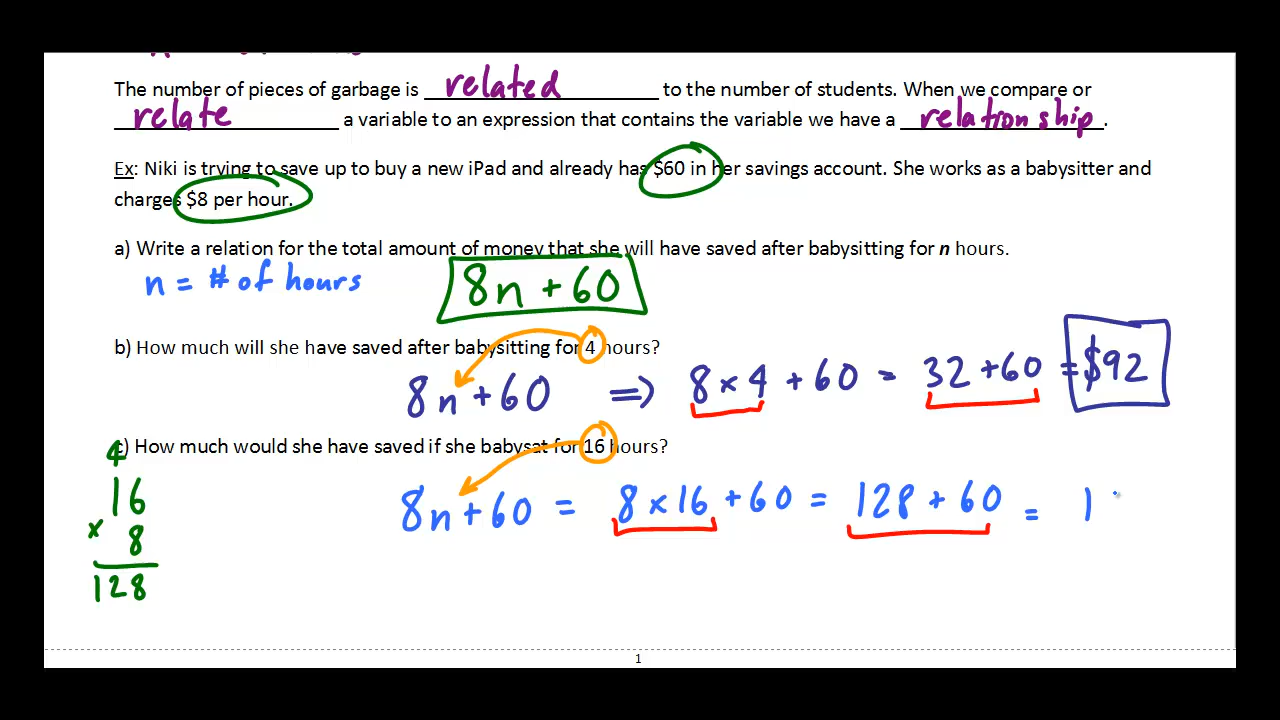 The number of pieces of garbage is related to the number of students. When we compare or
relate a variable to an expression that contains the variable we have a relationship.
Ex: Niki is trying to save up to buy a new iPad and already has $60 in her savings account. She works as a babysitter and
charges $8 per hour.
a) Write a relation for the total amount of money that she will have saved after babysitting for n hours.
n = # of hours 8n + 60
b) How much will she have saved after babysitting for 4 hours?
8n + 60 ⇒ 8 × 4 + 60 = 32 + 60 = $92
c) How much would she have saved if she babysat for 16 hours?
8n + 60 = 8 × 16 + 60 = 128 + 60 = 1
4
16
× 8
128
1